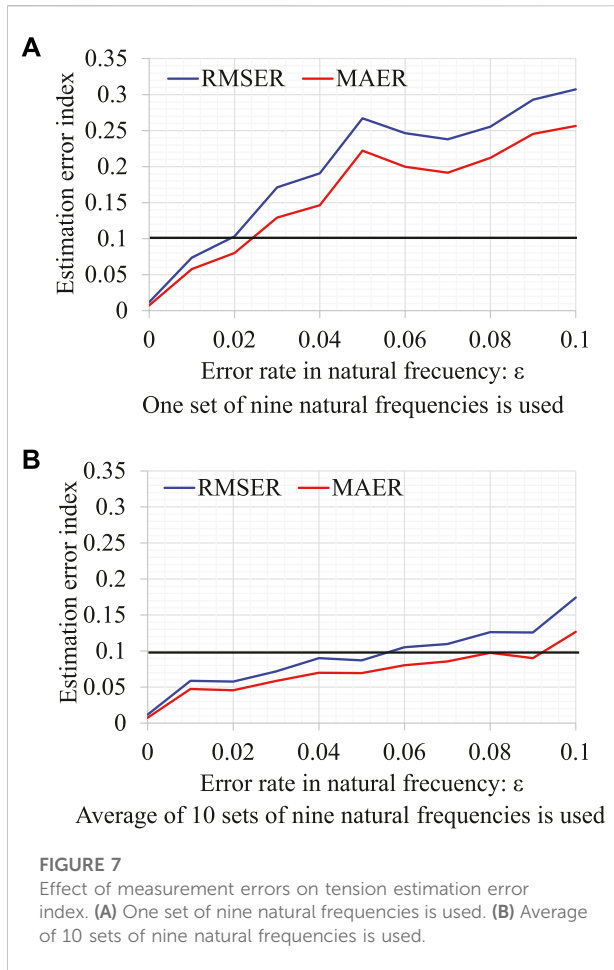 A
0.35
0.3
0.25
0.2
0.15
0.1
0.05
0
Estimation error index
RMSER
MAER
0 0.02 0.04 0.06 0.08 0.1
Error rate in natural frecuency: ε
One set of nine natural frequencies is used
B
0.35
0.3
0.25
0.2
0.15
0.1
0.05
0
Estimation error index
RMSER
MAER
0 0.02 0.04 0.06 0.08 0.1
Error rate in natural frecuency: ε
Average of 10 sets of nine natural frequencies is used
FIGURE 7
Effect of measurement errors on tension estimation error
index. (A) One set of nine natural frequencies is used. (B) Average
of 10 sets of nine natural frequencies is used.